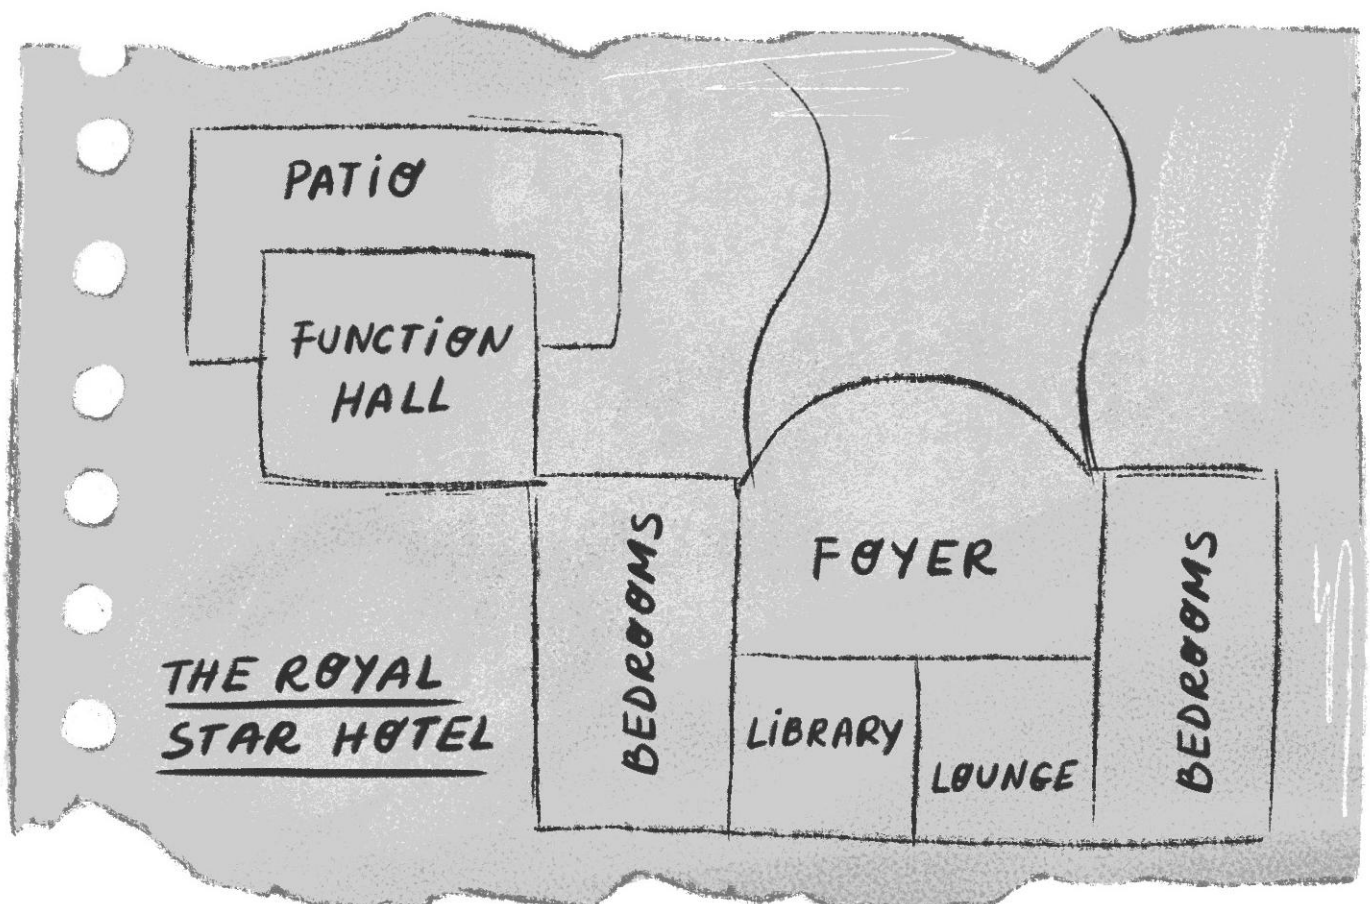 PATiO
FUNCTiON
HALL
FOYER
BEDROOMS
BEDROOMS
LiBRARY
LOUNGE
THE ROYAL
STAR HOTEL